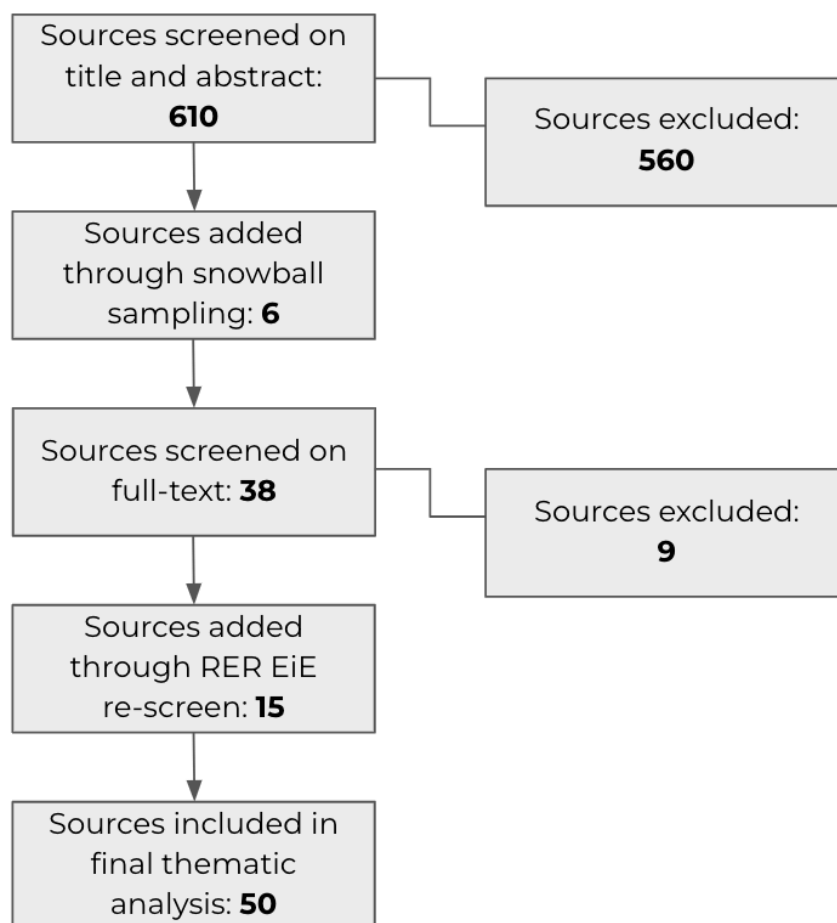 Sources screened on
title and abstract:
610
Sources excluded:
560
Sources added
through snowball
sampling: 6
Sources screened on
full-text: 38
Sources excluded:
9
Sources added
through RER EiE
re-screen: 15
Sources included in
final thematic
analysis: 50